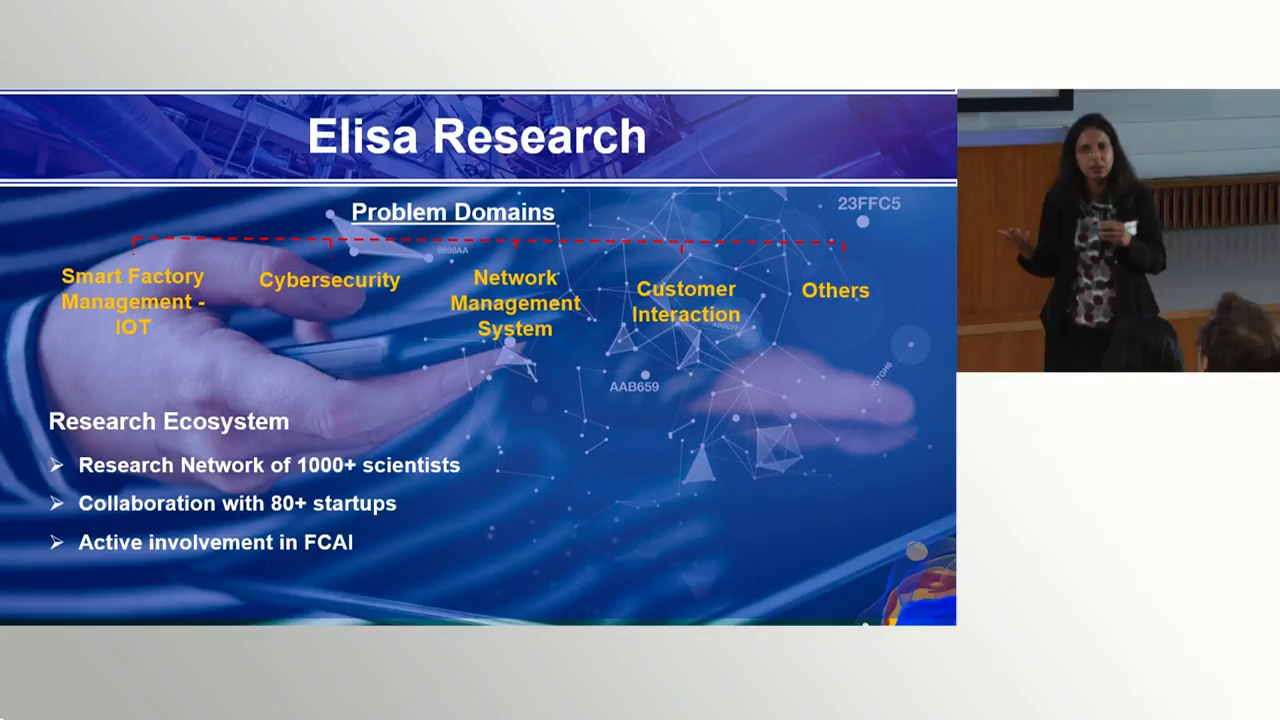 Elisa Research
Problem Domains
23FFC5
Smart Factory
Management -
IOT
Cybersecurity
Network
Management
System
Customer
Interaction
Others
AAB659
Research Ecosystem
➢ Research Network of 1000+ scientists
➢ Collaboration with 80+ startups
➢ Active involvement in FCAI